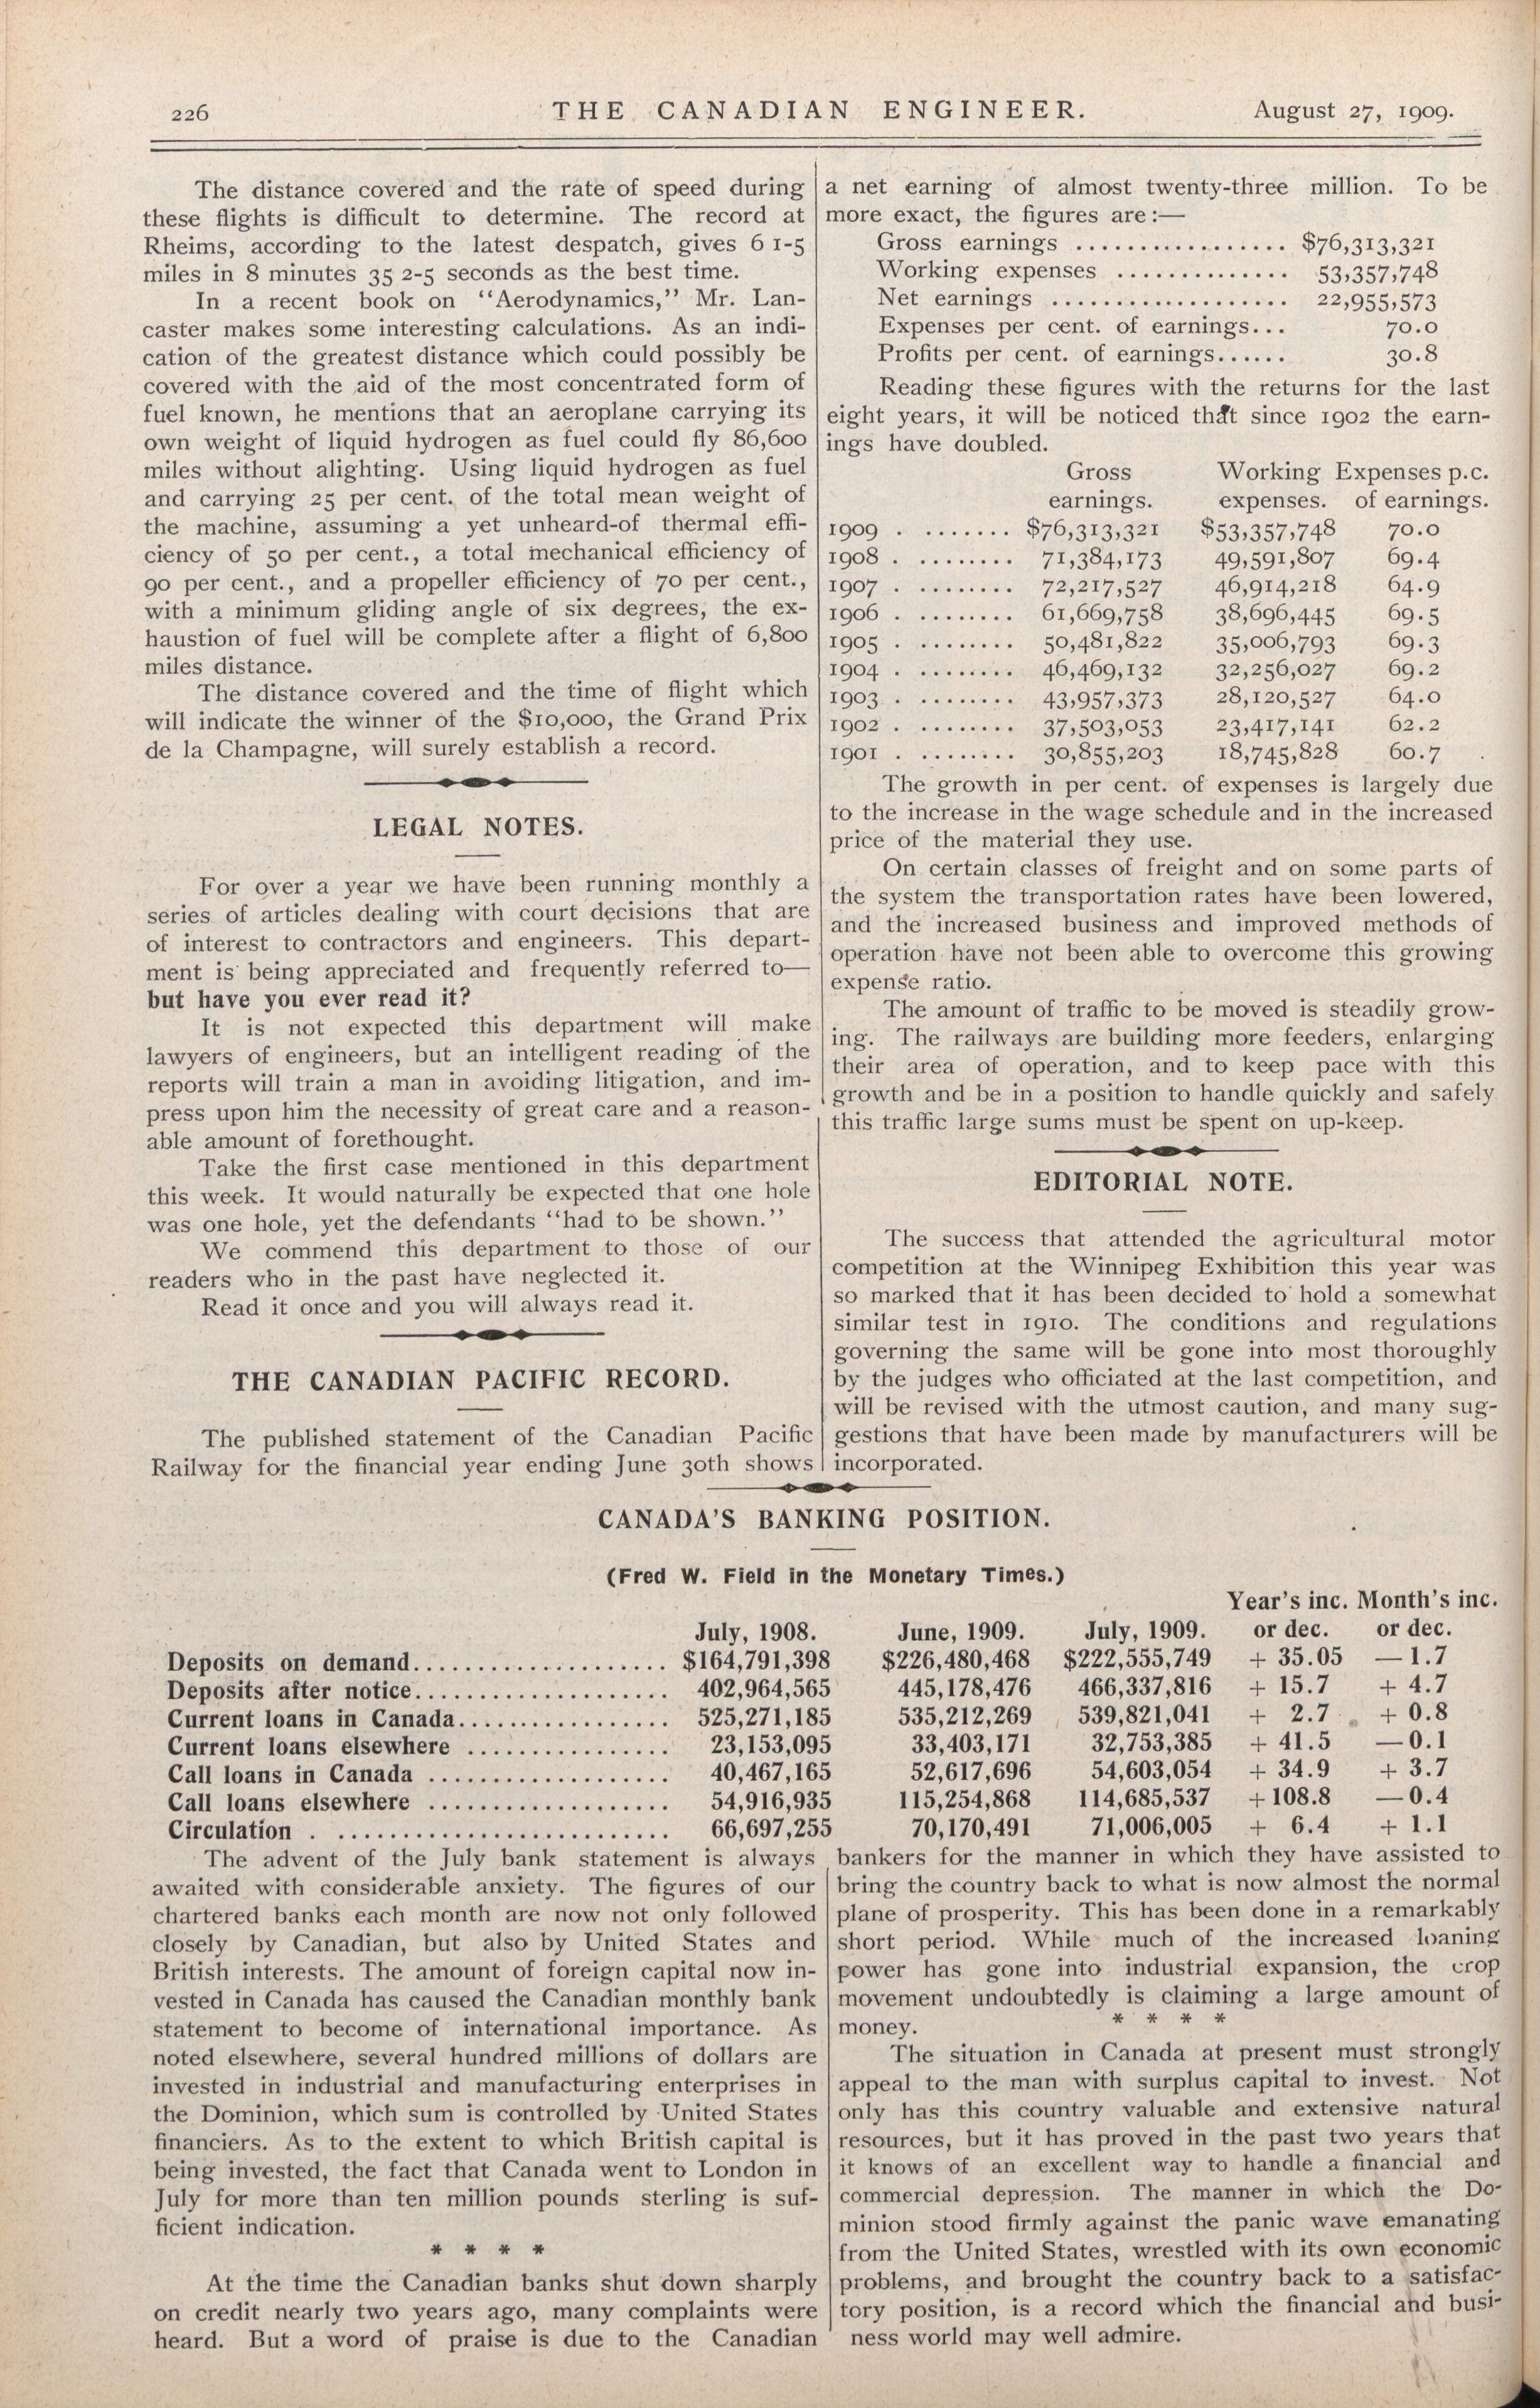 226 THE CANADIAN ENGINEER. August 27, 1909.
The distance covered and the rate of speed during
these flights is difficult to determine. The record at
Rheims, according to the latest despatch, gives 6 1-5
miles in 8 minutes 35 2-5 seconds as the best time.
In a recent book on "Aerodynamics," Mr. Lan-
caster makes some interesting calculations. As an indi-
cation of the greatest distance which could possibly be
covered with the aid of the most concentrated form of
fuel known, he mentions that an aeroplane carrying its
own weight of liquid hydrogen as fuel could fly 86,600
miles without alighting. Using liquid hydrogen as fuel
and carrying 25 per cent. of the total mean weight of
the machine, assuming a yet unheard-of thermal effi-
ciency of 50 per cent., a total mechanical efficiency of
90 per cent., and a propeller efficiency of 70 per cent.,
with a minimum gliding angle of six degrees, the ex-
haustion of fuel will be complete after a flight of 6,800
miles distance.
The distance covered and the time of flight which
will indicate the winner of the $10,000, the Grand Prix
de la Champagne, will surely establish a record.
LEGAL NOTES.
For over a year we have been running monthly a
series of articles dealing with court decisions that are
of interest to contractors and engineers. This depart-
ment is being appreciated and frequently referred to—
but have you ever read it?
It is not expected this department will make
lawyers of engineers, but an intelligent reading of the
reports will train a man in avoiding litigation, and im-
press upon him the necessity of great care and a reason-
able amount of forethought.
Take the first case mentioned in this department
this week. It would naturally be expected that one hole
was one hole, yet the defendants "had to be shown."
We commend this department to those of our
readers who in the past have neglected it.
Read it once and you will always read it.
THE CANADIAN PACIFIC RECORD.
The published statement of the Canadian Pacific
Railway for the financial year ending June 30th shows
a net earning of almost twenty-three million. To be
more exact, the figures are:—
Gross earnings ................. $76,313,321
Working expenses .............. 53,357,748
Net earnings ................... 22,955,573
Expenses per cent. of earnings... 70.0
Profits per cent. of earnings...... 30.8
Reading these figures with the returns for the last
eight years, it will be noticed that since 1902 the earn-
ings have doubled.
Gross Working Expenses p.c.
earnings. expenses. of earnings.
1909 . ....... $76,313,321 $53,357,748 70.0
1908 . ........ 71,384,173 49,591,807 69.4
1907 . ........ 72,217,527 46,914,218 64.9
1906 . ........ 61,669,758 38,696,445 69.5
1905 . ........ 50,481,822 35,006,793 69.3
1904 . ........ 46,469,132 32,256,027 69.2
1903 . ........ 43,957,373 28,120,527 64.0
1902 . ........ 37,503,053 23,417,141 62.2
1901 . ........ 30,855,203 18,745,828 60.7
The growth in per cent. of expenses is largely due
to the increase in the wage schedule and in the increased
price of the material they use.
On certain classes of freight and on some parts of
the system the transportation rates have been lowered,
and the increased business and improved methods of
operation have not been able to overcome this growing
expense ratio.
The amount of traffic to be moved is steadily grow-
ing. The railways are building more feeders, enlarging
their area of operation, and to keep pace with this
growth and be in a position to handle quickly and safely
this traffic large sums must be spent on up-keep.
EDITORIAL NOTE.
The success that attended the agricultural motor
competition at the Winnipeg Exhibition this year was
so marked that it has been decided to hold a somewhat
similar test in 1910. The conditions and regulations
governing the same will be gone into most thoroughly
by the judges who officiated at the last competition, and
will be revised with the utmost caution, and many sug-
gestions that have been made by manufacturers will be
incorporated.
CANADA'S BANKING POSITION.
(Fred W. Field in the Monetary Times.)
Year's inc. Month's inc.
July, 1908. June, 1909. July, 1909. or dec. or dec.
Deposits on demand.................... $164,791,398 $226,480,468 $222,555,749 + 35.05 — 1.7
Deposits after notice.................... 402,964,565 445,178,476 466,337,816 + 15.7 + 4.7
Current loans in Canada................. 525,271,185 535,212,269 539,821,041 + 2.7 + 0.8
Current loans elsewhere ................ 23,153,095 33,403,171 32,753,385 + 41.5 — 0.1
Call loans in Canada ................... 40,467,165 52,617,696 54,603,054 + 34.9 + 3.7
Call loans elsewhere ................... 54,916,935 115,254,868 114,685,537 + 108.8 — 0.4
Circulation . .......................... 66,697,255 70,170,491 71,006,005 + 6.4 + 1.1
The advent of the July bank statement is always
awaited with considerable anxiety. The figures of our
chartered banks each month are now not only followed
closely by Canadian, but also by United States and
British interests. The amount of foreign capital now in-
vested in Canada has caused the Canadian monthly bank
statement to become of international importance. As
noted elsewhere, several hundred millions of dollars are
invested in industrial and manufacturing enterprises in
the Dominion, which sum is controlled by United States
financiers. As to the extent to which British capital is
being invested, the fact that Canada went to London in
July for more than ten million pounds sterling is suf-
ficient indication.
* * * *
At the time the Canadian banks shut down sharply
on credit nearly two years ago, many complaints were
heard. But a word of praise is due to the Canadian
bankers for the manner in which they have assisted to
bring the country back to what is now almost the normal
plane of prosperity. This has been done in a remarkably
short period. While much of the increased loaning
power has gone into industrial expansion, the crop
movement undoubtedly is claiming a large amount of
money.
* * * *
The situation in Canada at present must strongly
appeal to the man with surplus capital to invest. Not
only has this country valuable and extensive natural
resources, but it has proved in the past two years that
it knows of an excellent way to handle a financial and
commercial depression. The manner in which the Do-
minion stood firmly against the panic wave emanating
from the United States, wrestled with its own economic
problems, and brought the country back to a satisfac-
tory position, is a record which the financial and busi-
ness world may well admire.